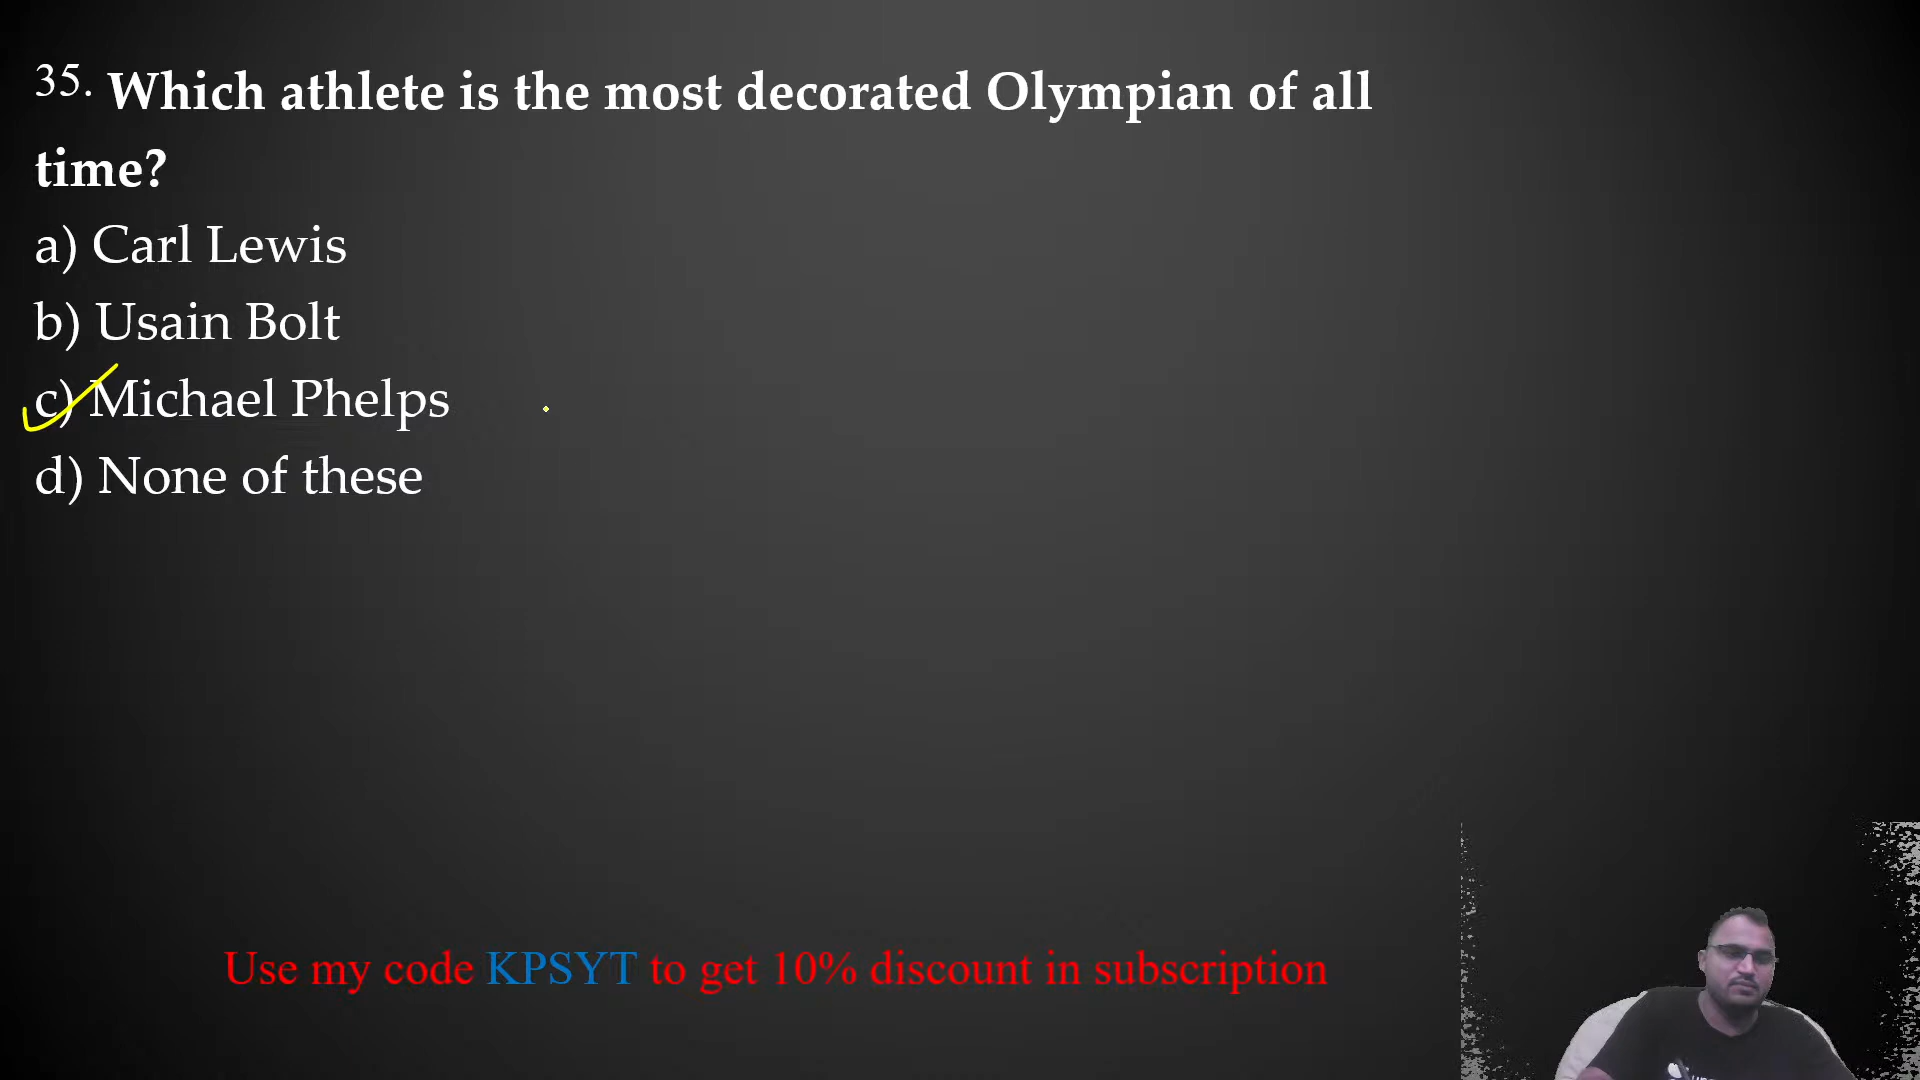 35. Which athlete is the most decorated Olympian of all
time?
a) Carl Lewis
b) Usain Bolt
c) Michael Phelps
d) None of these
Use my code KPSYT to get 10% discount in subscription